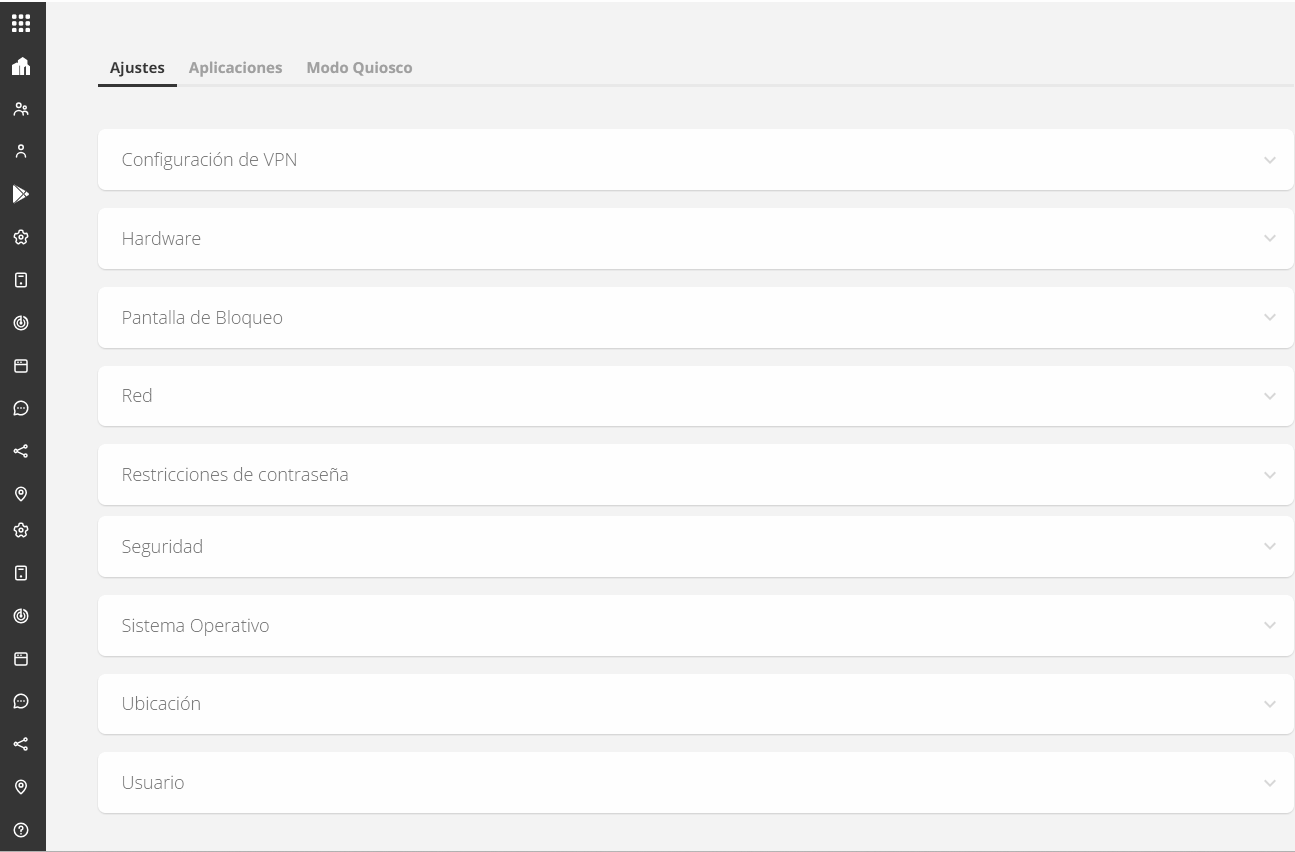 Ajustes Aplicaciones Modo Quiosco
Configuración de VPN
Hardware
Pantalla de Bloqueo
Red
Restricciones de contraseña
Seguridad
Sistema Operativo
Ubicación
Usuario